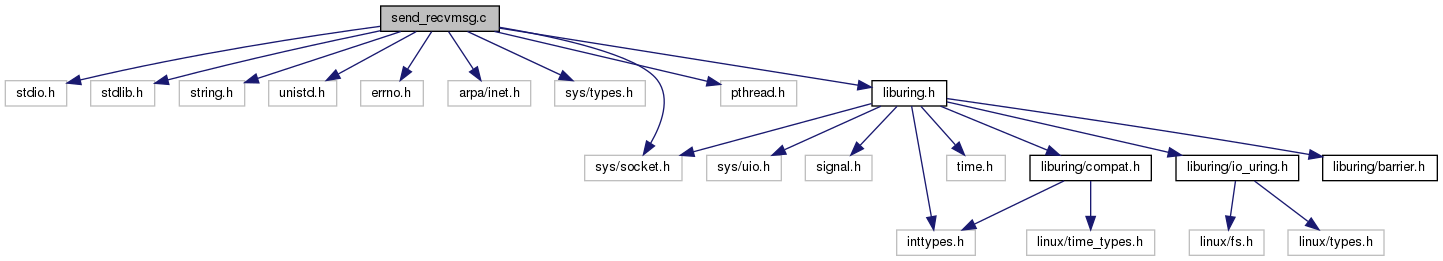 send_recvmsg.c
stdio.h
stdlib.h
string.h
unistd.h
errno.h
arpa/inet.h
sys/types.h
pthread.h
liburing.h
sys/socket.h
sys/uio.h
signal.h
time.h
liburing/compat.h
liburing/io_uring.h
liburing/barrier.h
inttypes.h
linux/time_types.h
linux/fs.h
linux/types.h